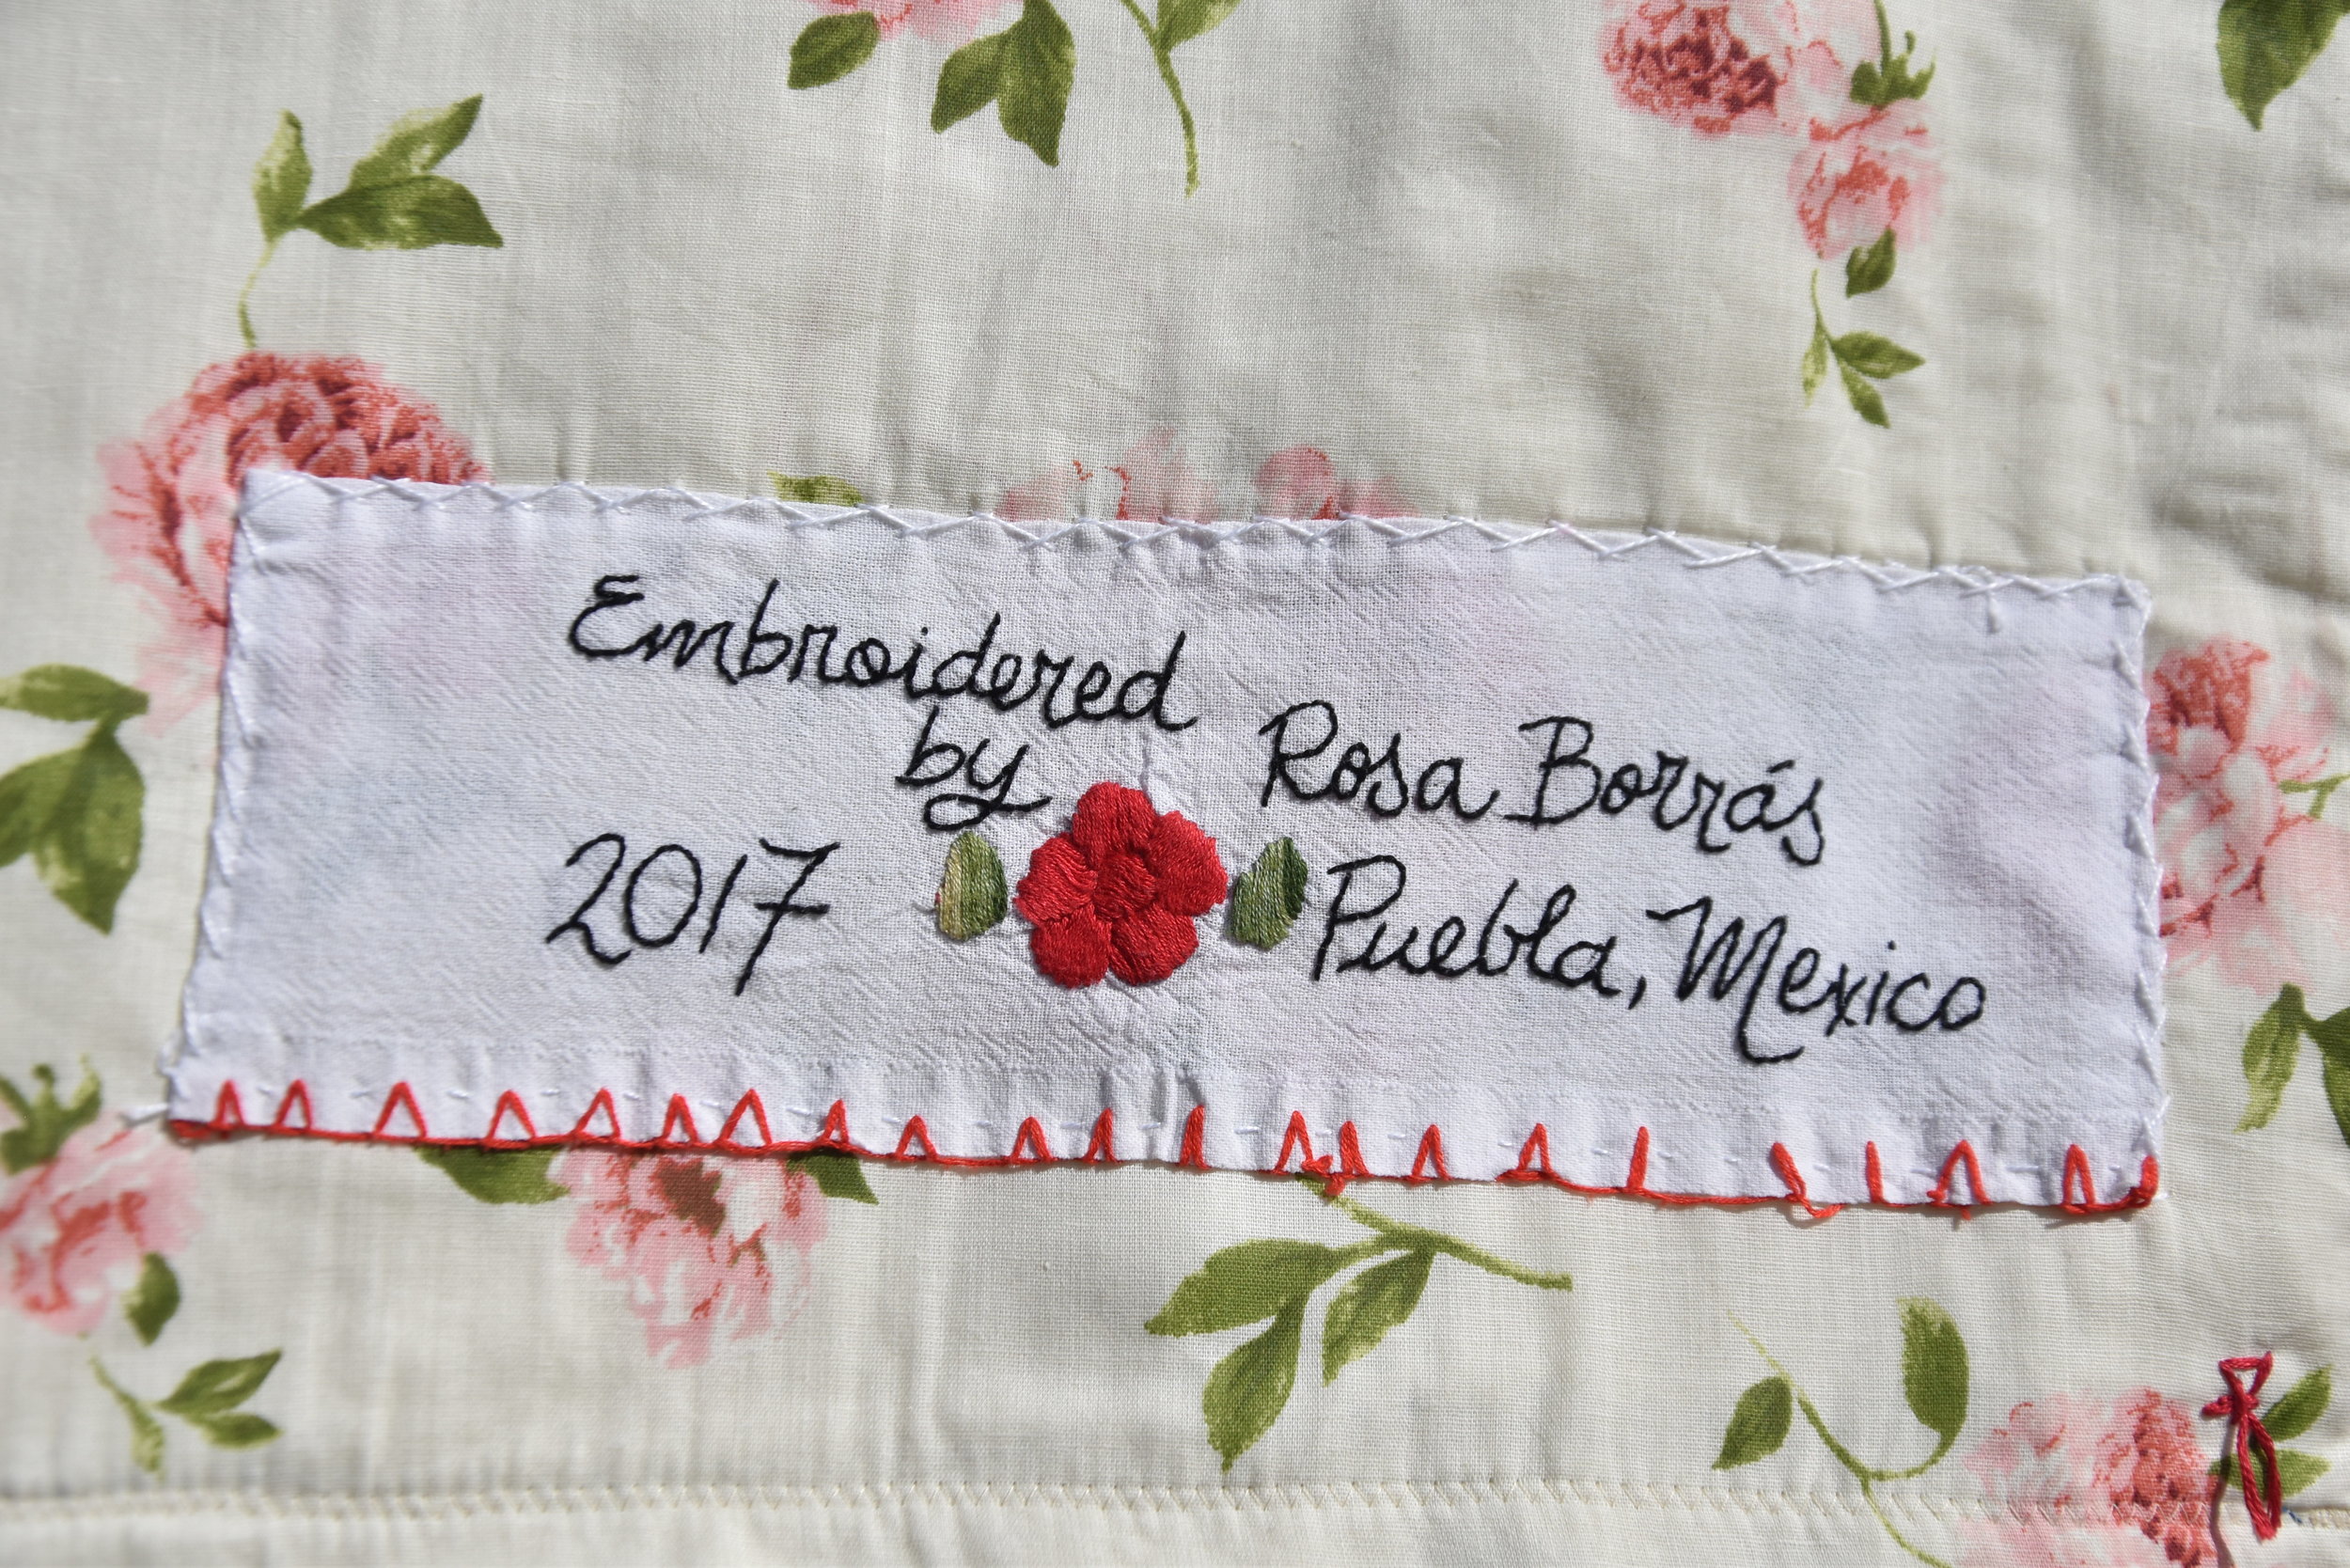 Embroidered
by Rosa Borrás
2017 Puebla, Mexico